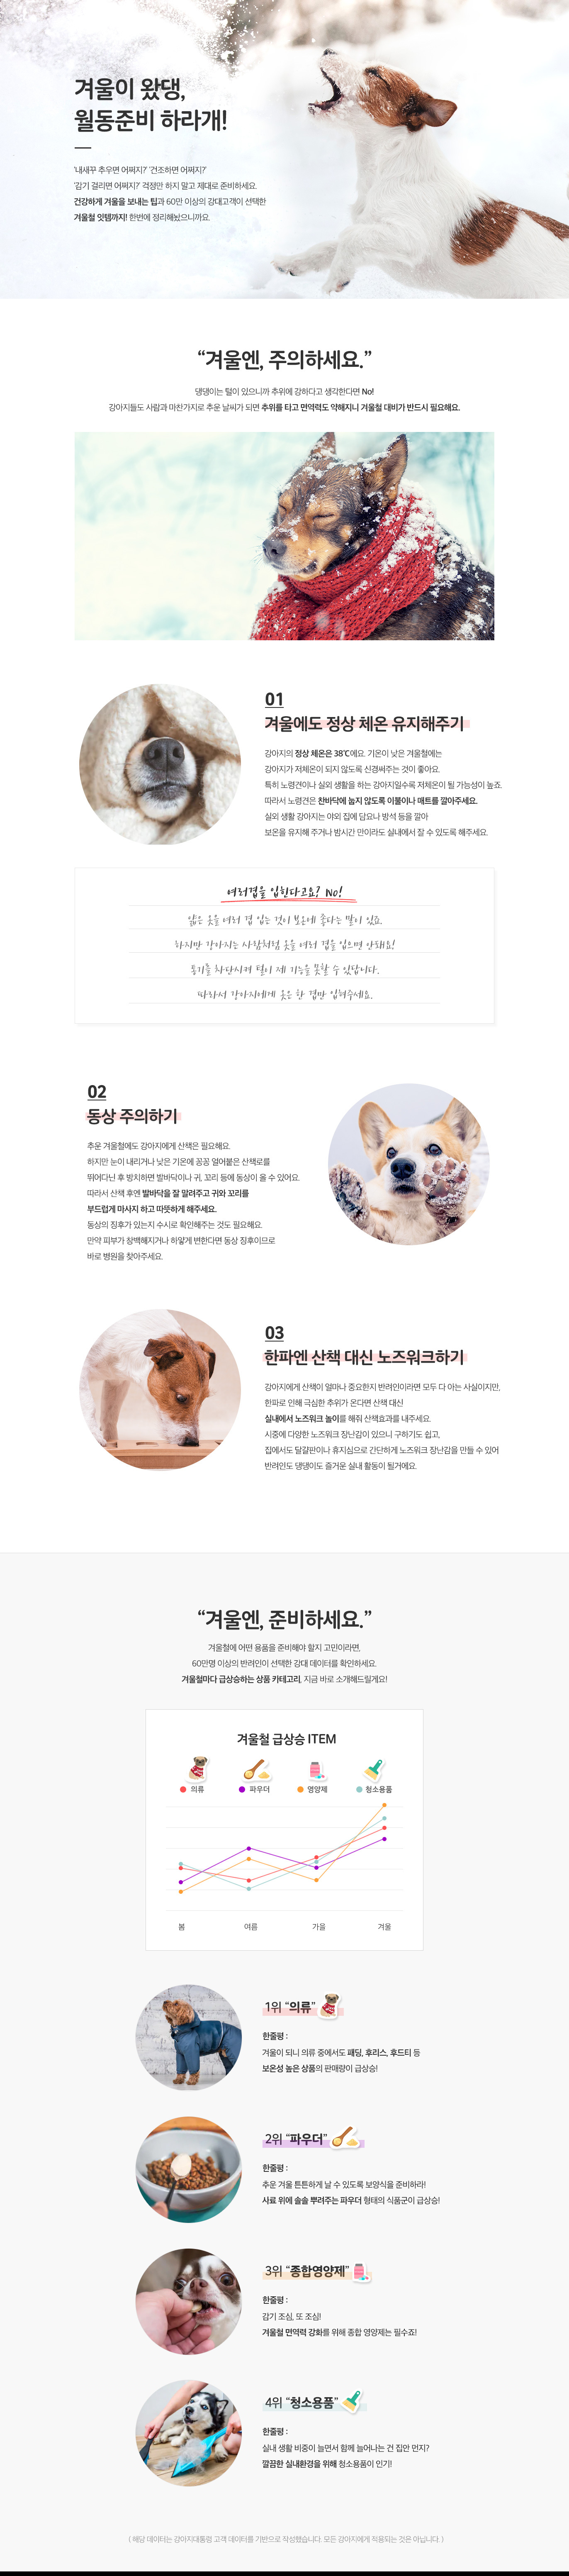 겨울이 왔댕,
월동준비 하라개!
'내새꾸 추우면 어쩌지?' '건조하면 어쩌지?'
'감기 걸리면 어쩌지?' 걱정만 하지 말고 제대로 준비하세요.
건강하게 겨울을 보내는 팁과 60만 이상의 강대고객이 선택한
겨울철 잇템까지! 한번에 정리해놨으니까요.
“겨울엔, 주의하세요.”
댕댕이는 털이 있으니까 추위에 강하다고 생각한다면 No!
강아지들도 사람과 마찬가지로 추운 날씨가 되면 추위를 타고 면역력도 약해지니 겨울철 대비가 반드시 필요해요.
01
겨울에도 정상 체온 유지해주기
강아지의 정상 체온은 38℃예요. 기온이 낮은 겨울철에는
강아지가 저체온이 되지 않도록 신경써주는 것이 좋아요.
특히 노령견이나 실외 생활을 하는 강아지일수록 저체온이 될 가능성이 높죠.
따라서 노령견은 찬바닥에 눕지 않도록 이불이나 매트를 깔아주세요.
실외 생활 강아지는 야외 집에 담요나 방석 등을 깔아
보온을 유지해 주거나 밤시간 만이라도 실내에서 잘 수 있도록 해주세요.
여러겹을 입힌다고요? No!
얇은 옷을 여러 겹 입는 것이 보온에 좋다는 말이 있죠.
하지만 강아지는 사람처럼 옷을 여러 겹을 입으면 안돼요!
통기를 차단시켜 털이 제 기능을 못할 수 있답니다.
따라서 강아지에게 옷은 한 겹만 입혀주세요.
02
동상 주의하기
추운 겨울철에도 강아지에게 산책은 필요해요.
하지만 눈이 내리거나 낮은 기온에 꽁꽁 얼어붙은 산책로를
뛰어다닌 후 방치하면 발바닥이나 귀, 꼬리 등에 동상이 올 수 있어요.
따라서 산책 후엔 발바닥을 잘 말려주고 귀와 꼬리를
부드럽게 마사지 하고 따뜻하게 해주세요.
동상의 징후가 있는지 수시로 확인해주는 것도 필요해요.
만약 피부가 창백해지거나 하얗게 변한다면 동상 징후이므로
바로 병원을 찾아주세요.
03
한파엔 산책 대신 노즈워크하기
강아지에게 산책이 얼마나 중요한지 반려인이라면 모두 다 아는 사실이지만,
한파로 인해 극심한 추위가 온다면 산책 대신
실내에서 노즈워크 놀이를 해줘 산책효과를 내주세요.
시중에 다양한 노즈워크 장난감이 있으니 구하기도 쉽고,
집에서도 달걀판이나 휴지심으로 간단하게 노즈워크 장난감을 만들 수 있어
반려인도 댕댕이도 즐거운 실내 활동이 될거에요.
“겨울엔, 준비하세요.”
겨울철에 어떤 용품을 준비해야 할지 고민이라면,
60만명 이상의 반려인이 선택한 강대 데이터를 확인하세요.
겨울철마다 급상승하는 상품 카테고리, 지금 바로 소개해드릴게요!
겨울철 급상승 ITEM
의류 파우더 영양제 청소용품
봄 여름 가을 겨울
1위 “의류”
한줄평 :
겨울이 되니 의류 중에서도 패딩, 후리스, 후드티 등
보온성 높은 상품의 판매량이 급상승!
2위 “파우더”
한줄평 :
추운 겨울 튼튼하게 날 수 있도록 보양식을 준비하라!
사료 위에 솔솔 뿌려주는 파우더 형태의 식품군이 급상승!
3위 “종합영양제”
한줄평 :
감기 조심, 또 조심!
겨울철 면역력 강화를 위해 종합 영양제는 필수죠!
4위 “청소용품”
한줄평 :
실내 생활 비중이 늘면서 함께 늘어나는 건 집안 먼지?
깔끔한 실내환경을 위해 청소용품이 인기!
( 해당 데이터는 강아지대통령 고객 데이터를 기반으로 작성했습니다. 모든 강아지에게 적용되는 것은 아닙니다. )